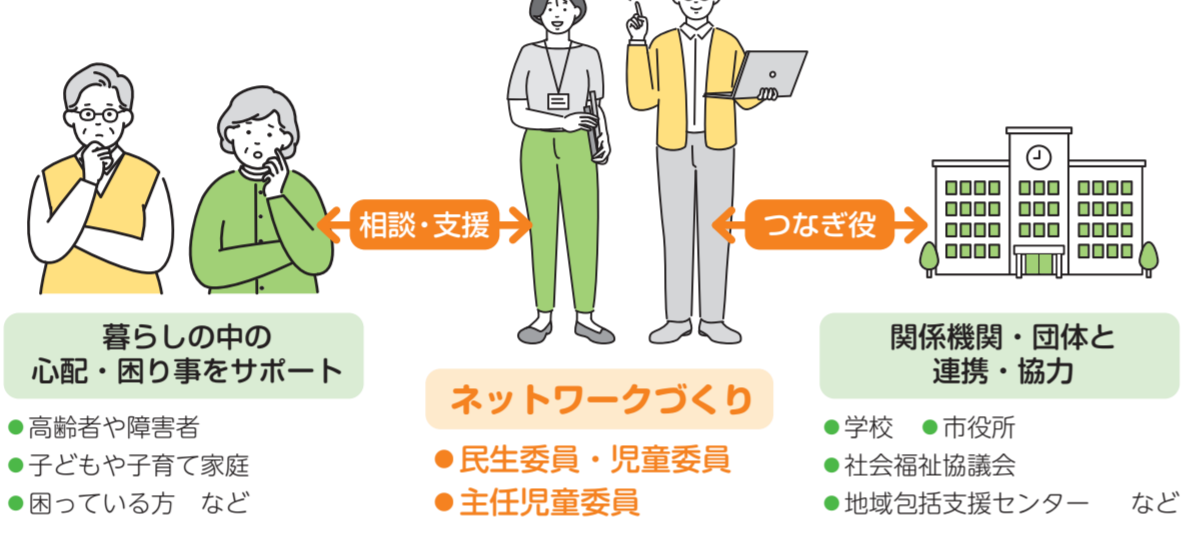 相談・支援
つなぎ役
暮らしの中の
心配・困り事をサポート
●高齢者や障害者
●子どもや子育て家庭
●困っている方　など
ネットワークづくり
●民生委員・児童委員
●主任児童委員
関係機関・団体と
連携・協力
●学校　●市役所
●社会福祉協議会
●地域包括支援センター　など